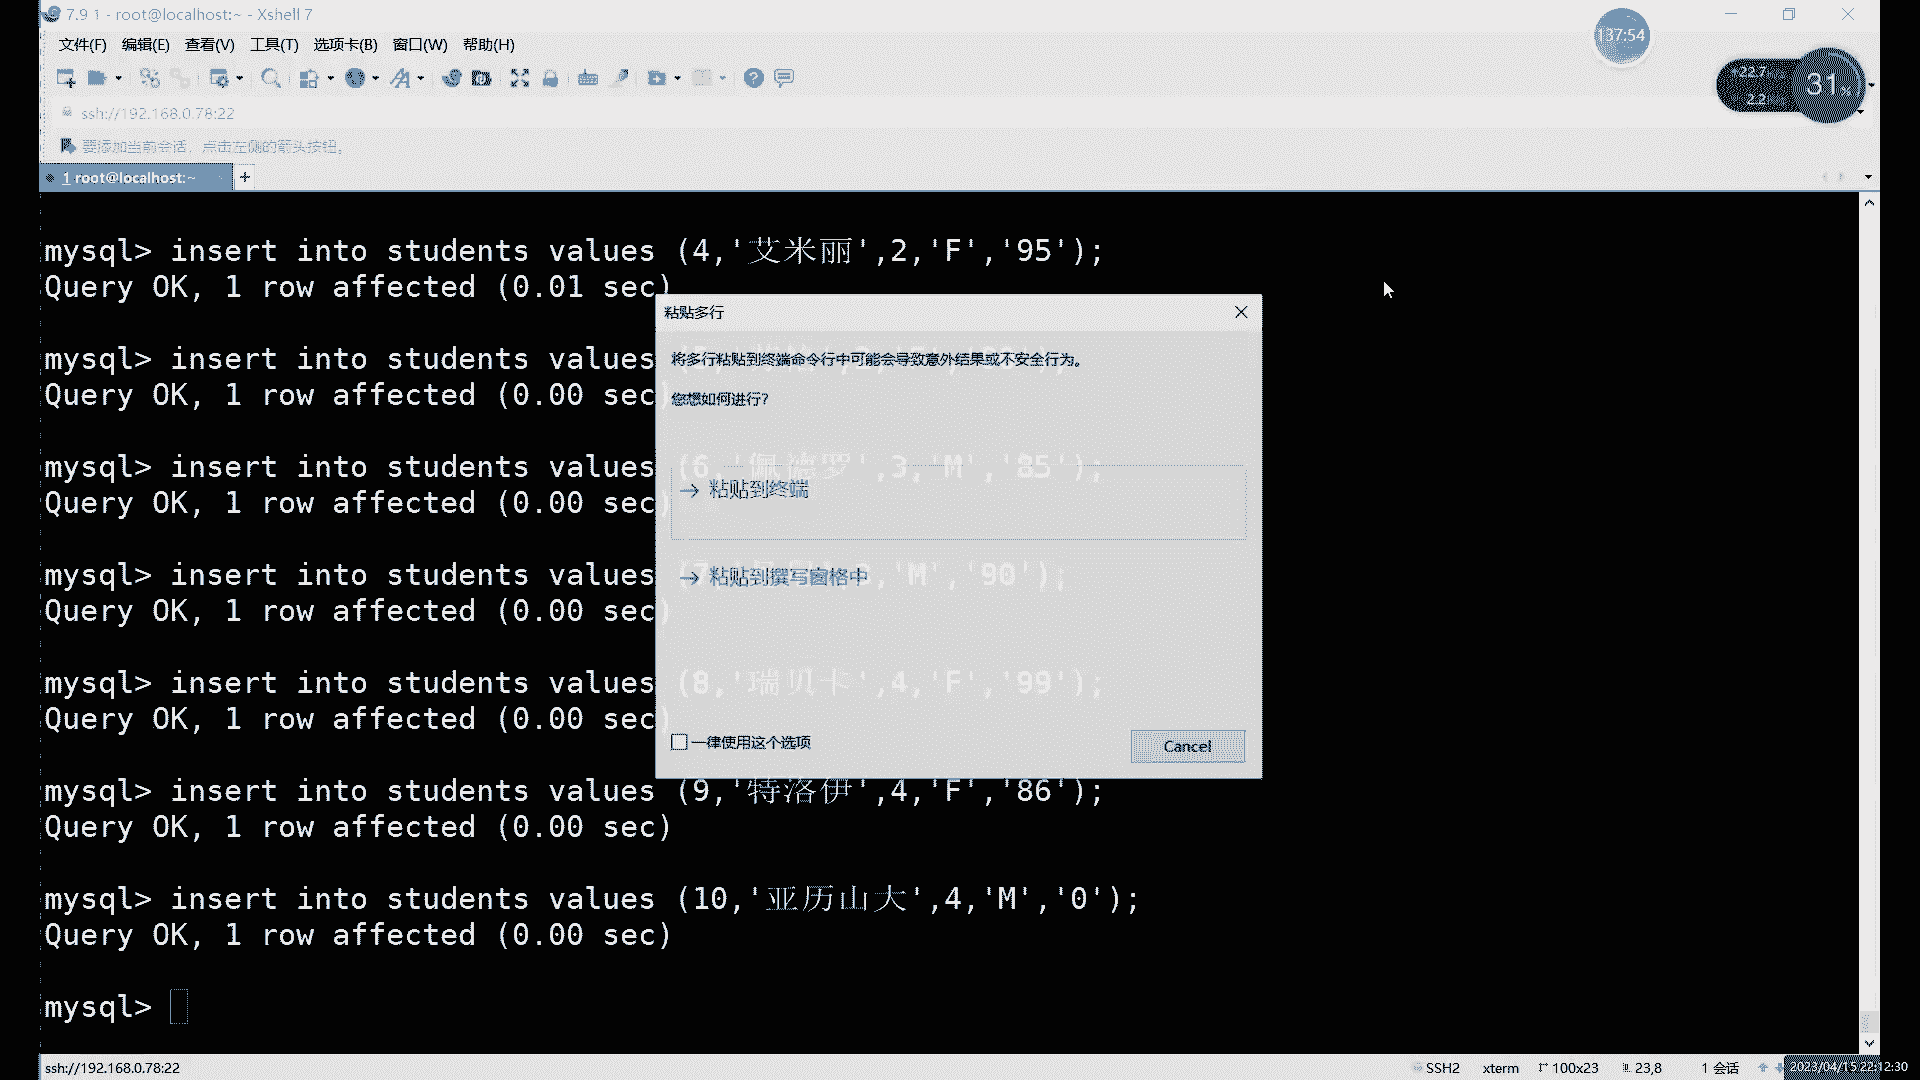 7.9 1 - root@localhost:~ - Xshell 7
文件(F) 编辑(E) 查看(V) 工具(T) 选项卡(B) 窗口(W) 帮助(H)
137:54
22.7
2.2
31%
ssh://192.168.0.78:22
要添加当前会话，点击左侧的箭头按钮。
1 root@localhost:~
mysql> insert into students values (4,'艾米丽',2,'F','95');
Query OK, 1 row affected (0.01 sec)
mysql> insert into students values
Query OK, 1 row affected (0.00 sec)
mysql> insert into students values (6,'佩德罗',3,'M','85');
Query OK, 1 row affected (0.00 sec)
mysql> insert into students values (7, 3,'M','90');
Query OK, 1 row affected (0.00 sec)
mysql> insert into students values (8,'瑞贝卡',4,'F','99');
Query OK, 1 row affected (0.00 sec)
mysql> insert into students values (9,'特洛伊',4,'F','86');
Query OK, 1 row affected (0.00 sec)
mysql> insert into students values (10,'亚历山大',4,'M','0');
Query OK, 1 row affected (0.00 sec)
mysql>
粘贴多行
将多行粘贴到终端命令行中可能会导致意外结果或不安全行为。
您想如何进行?
粘贴到终端
粘贴到撰写窗格中
一律使用这个选项
Cancel
ssh://192.168.0.78:22
SSH2 xterm 100x23 23,8 1 会话
2023/04/15 22:12:30